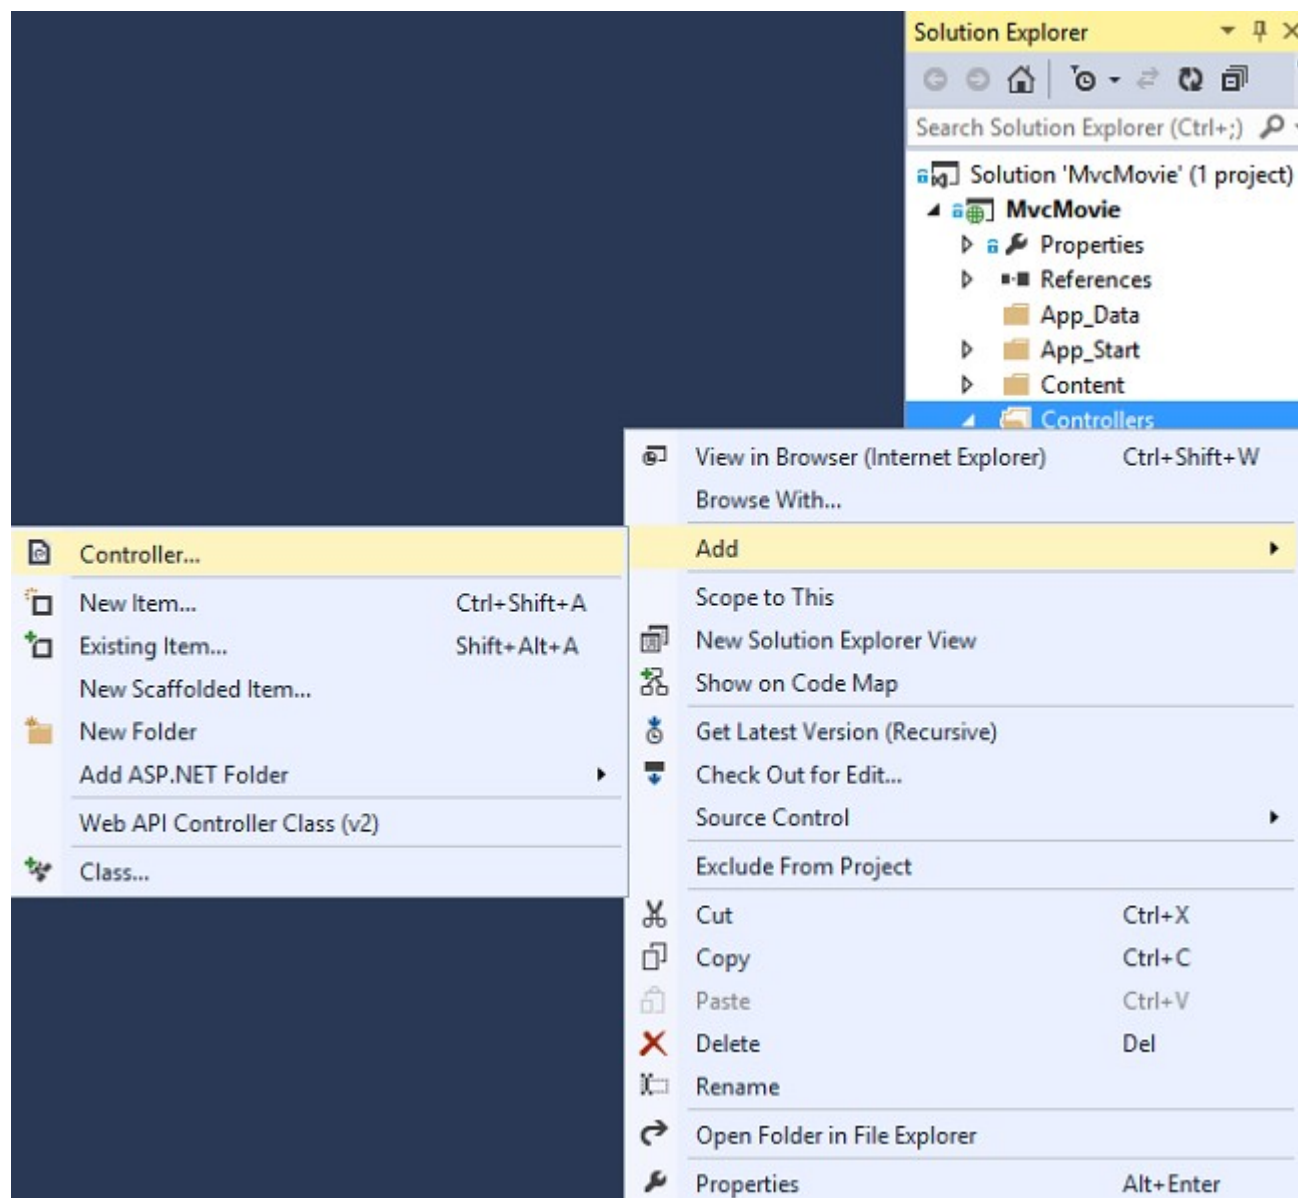 Solution Explorer
Search Solution Explorer (Ctrl+;)
Solution 'MvcMovie' (1 project)
MvcMovie
Properties
References
App_Data
App_Start
Content
Controllers
View in Browser (Internet Explorer) Ctrl+Shift+W
Browse With...
Add
Scope to This
New Solution Explorer View
Show on Code Map
Get Latest Version (Recursive)
Check Out for Edit...
Source Control
Exclude From Project
Cut Ctrl+X
Copy Ctrl+C
Paste Ctrl+V
Delete Del
Rename
Open Folder in File Explorer
Properties Alt+Enter
Controller...
New Item... Ctrl+Shift+A
Existing Item... Shift+Alt+A
New Scaffolded Item...
New Folder
Add ASP.NET Folder
Web API Controller Class (v2)
Class...